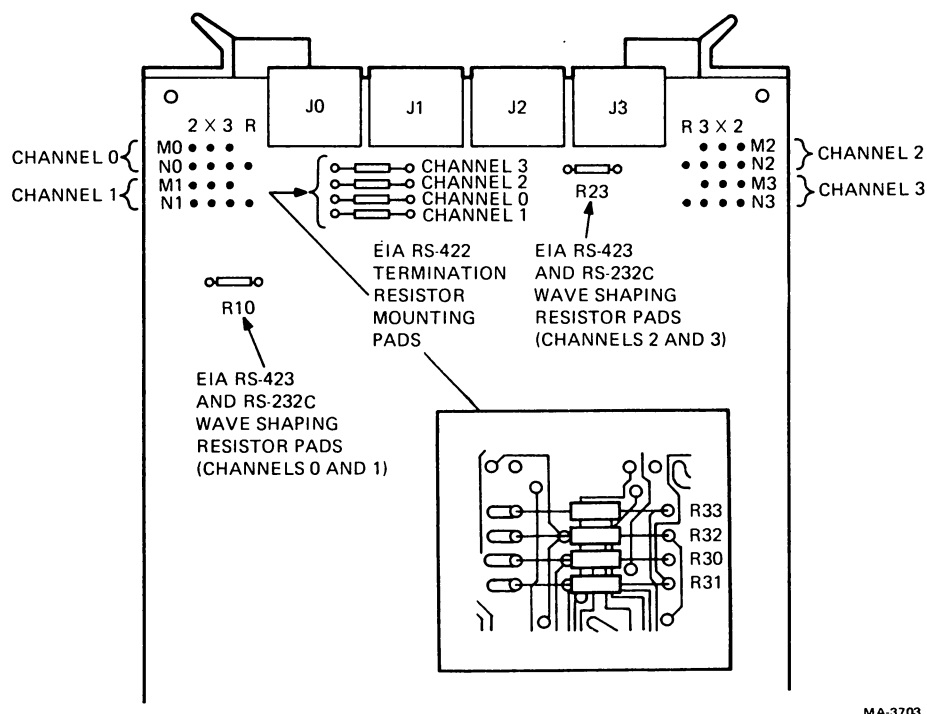 J0 J1 J2 J3
2 X 3 R
R 3 X 2
CHANNEL 0
M0
N0
CHANNEL 1
M1
N1
M2
N2
CHANNEL 2
M3
N3
CHANNEL 3
CHANNEL 3
CHANNEL 2
CHANNEL 0
CHANNEL 1
R23
EIA RS-422
TERMINATION
RESISTOR
MOUNTING
PADS
EIA RS-423
AND RS-232C
WAVE SHAPING
RESISTOR PADS
(CHANNELS 2 AND 3)
R10
EIA RS-423
AND RS-232C
WAVE SHAPING
RESISTOR PADS
(CHANNELS 0 AND 1)
R33
R32
R30
R31
MA-3703